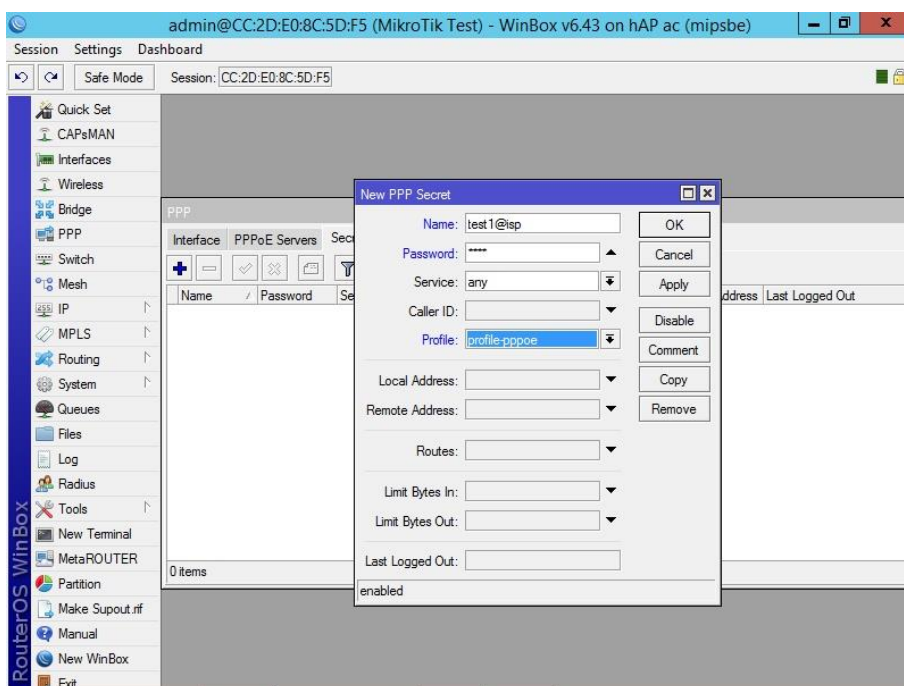 admin@CC:2D:E0:8C:5D:F5 (MikroTik Test) - WinBox v6.43 on hAP ac (mipsbe)
Session Settings Dashboard
Safe Mode Session: CC:2D:E0:8C:5D:F5
Quick Set
CAPsMAN
Interfaces
Wireless
Bridge
PPP
Switch
Mesh
IP
MPLS
Routing
System
Queues
Files
Log
Radius
Tools
New Terminal
MetaROUTER
Partition
Make Supout.rif
Manual
New WinBox
Exit
RouterOS WinBox
PPP
Interface PPPoE Servers
Name Password
ddress Last Logged Out
0 items
New PPP Secret
Name: test1@isp
Password: ****
Service: any
Caller ID:
Profile: profile-pppoe
Local Address:
Remote Address:
Routes:
Limit Bytes In:
Limit Bytes Out:
Last Logged Out:
enabled
OK
Cancel
Apply
Disable
Comment
Copy
Remove